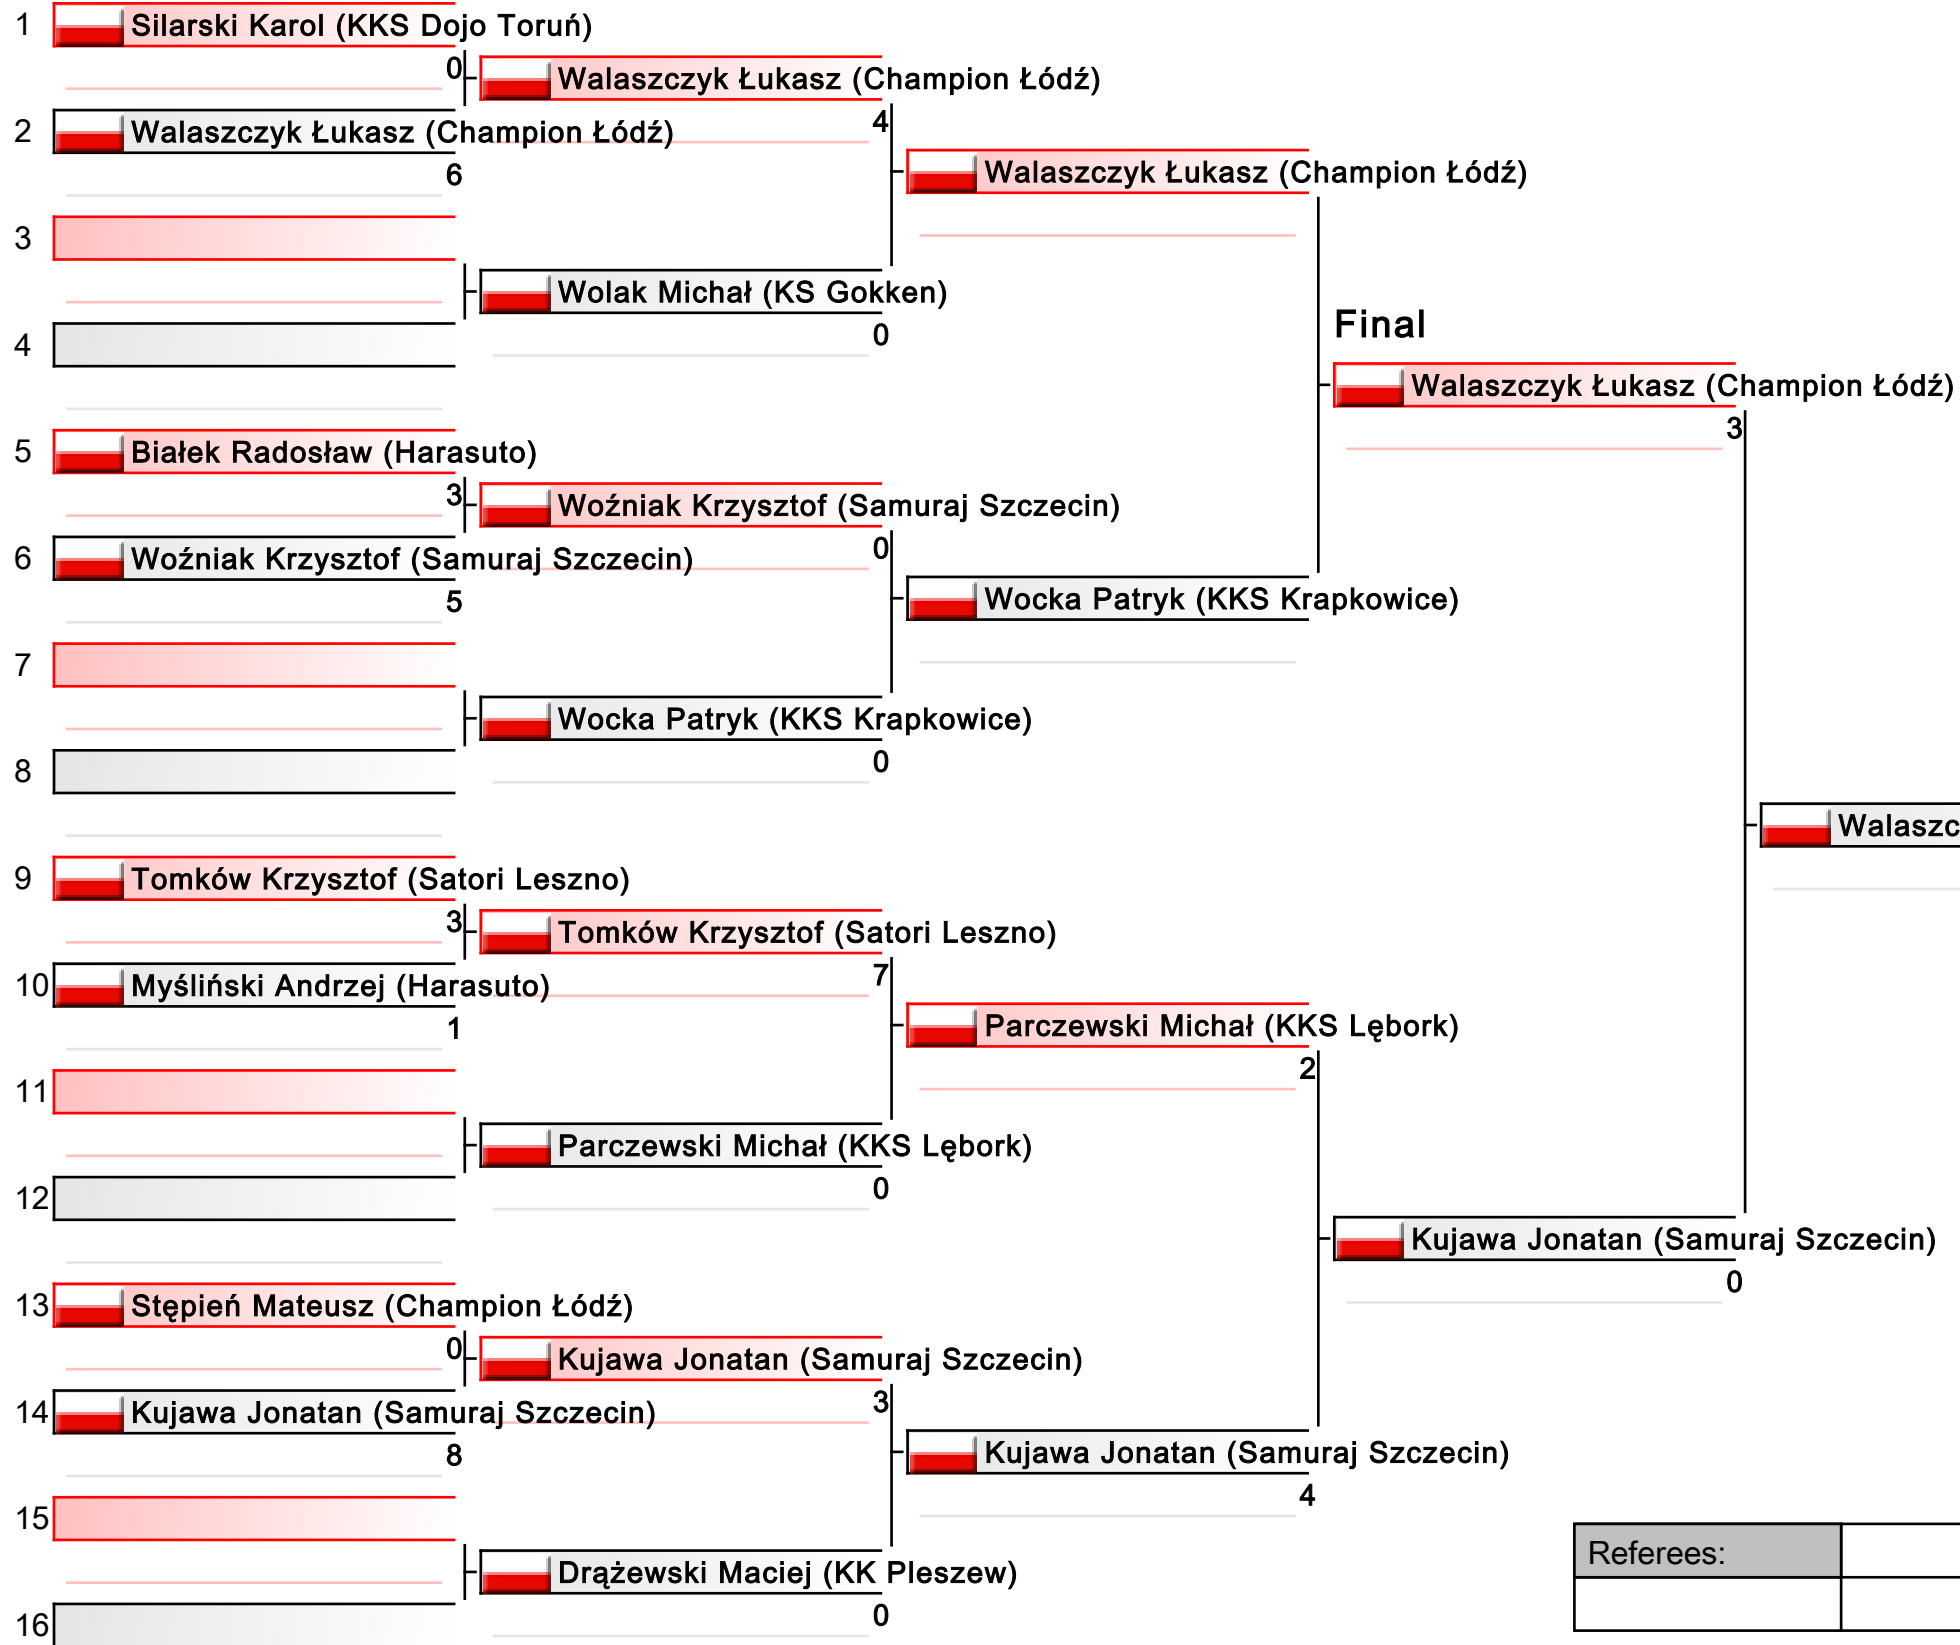 1 Silarski Karol (KKS Dojo Toruń)
0
Walaszczyk Łukasz (Champion Łódź)
4
2 Walaszczyk Łukasz (Champion Łódź)
6
Walaszczyk Łukasz (Champion Łódź)
3
Wolak Michał (KS Gokken)
0
4
Final
Walaszczyk Łukasz (Champion Łódź)
3
5 Białek Radosław (Harasuto)
3
Woźniak Krzysztof (Samuraj Szczecin)
0
6 Woźniak Krzysztof (Samuraj Szczecin)
5
Wocka Patryk (KKS Krapkowice)
7
Wocka Patryk (KKS Krapkowice)
0
8
Walaszc
9 Tomków Krzysztof (Satori Leszno)
3
Tomków Krzysztof (Satori Leszno)
7
10 Myśliński Andrzej (Harasuto)
1
Parczewski Michał (KKS Lębork)
2
11
Parczewski Michał (KKS Lębork)
0
12
Kujawa Jonatan (Samuraj Szczecin)
0
13 Stępień Mateusz (Champion Łódź)
0
Kujawa Jonatan (Samuraj Szczecin)
3
14 Kujawa Jonatan (Samuraj Szczecin)
8
Kujawa Jonatan (Samuraj Szczecin)
4
15
Drążewski Maciej (KK Pleszew)
0
16
Referees: